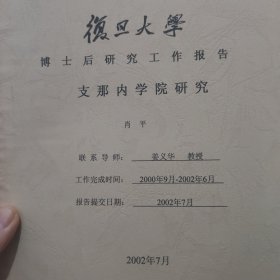 復旦大學
博士后研究工作报告
支那内学院研究
肖 平
联系导师: 姜义华 教授
工作完成时间: 2000年9月-2002年6月
报告提交日期: 2002年7月
2002年7月